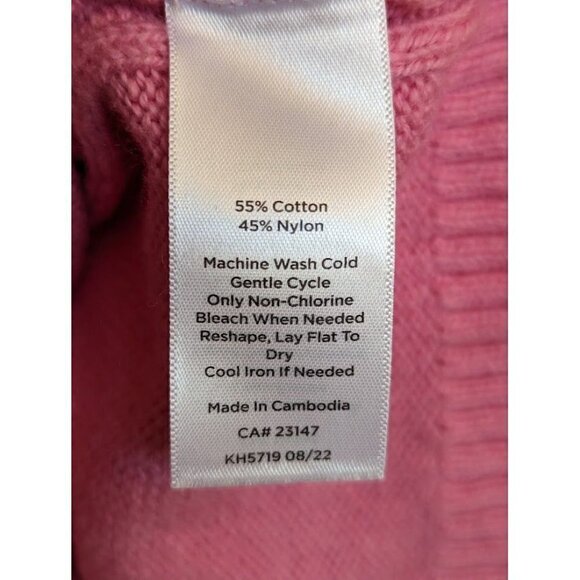 55% Cotton
45% Nylon
Machine Wash Cold
Gentle Cycle
Only Non-Chlorine
Bleach When Needed
Reshape, Lay Flat To
Dry
Cool Iron If Needed
Made In Cambodia
CA# 23147
KH5719 08/22